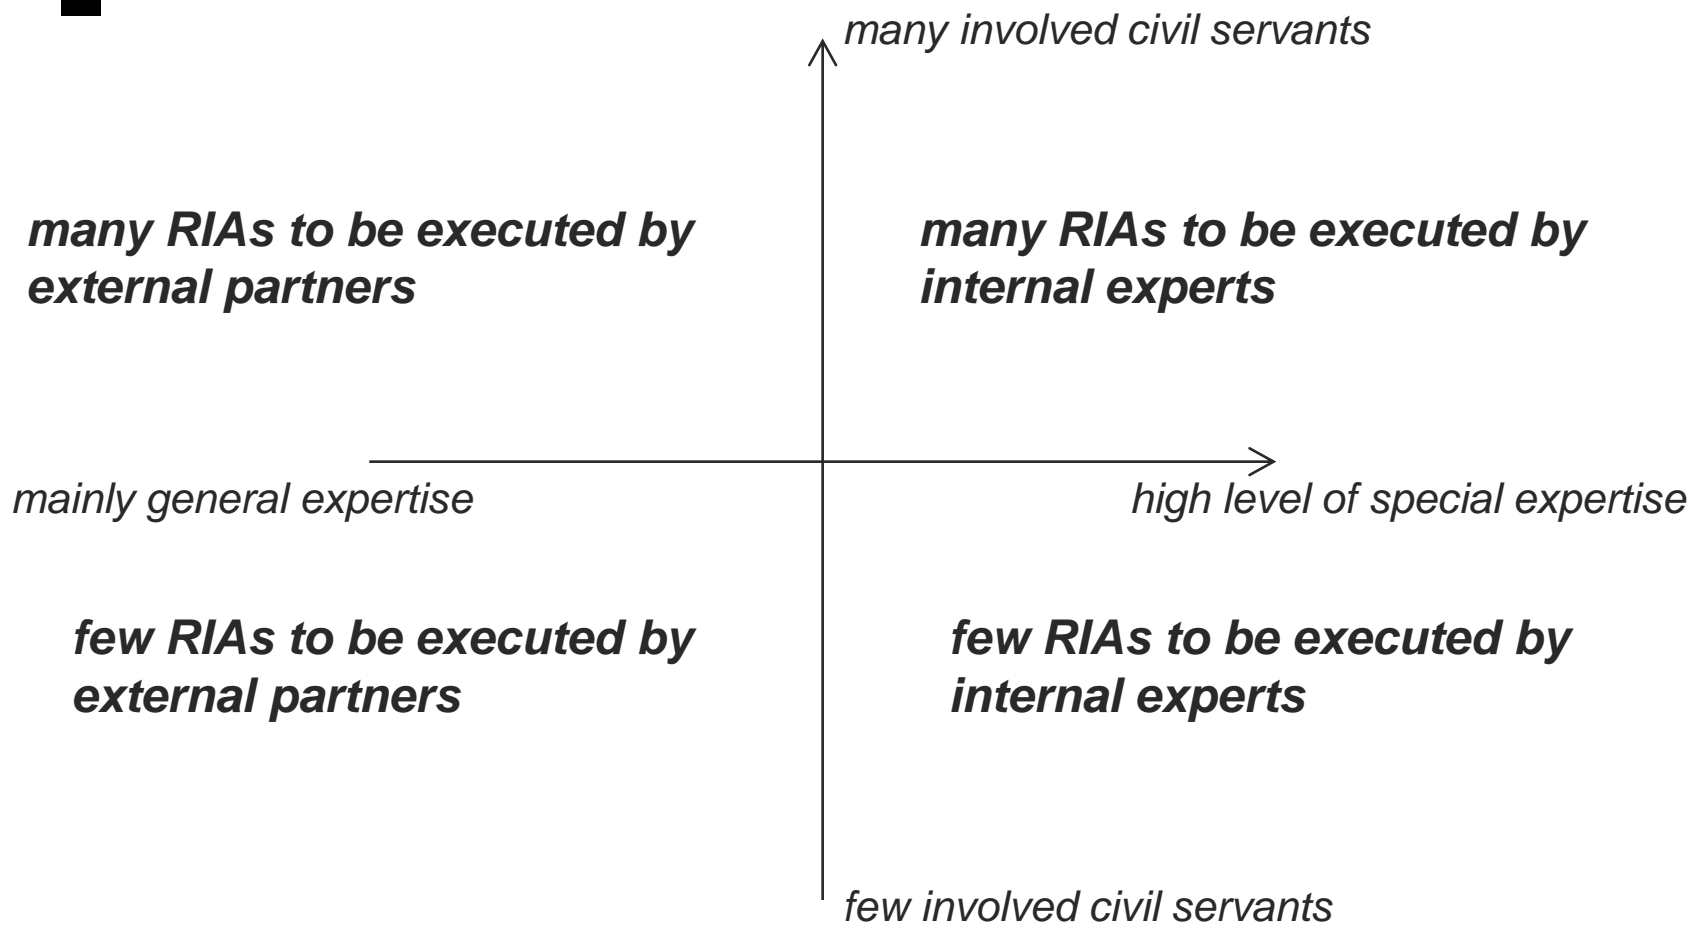 many involved civil servants
many RIAs to be executed by
external partners
many RIAs to be executed by
internal experts
mainly general expertise
high level of special expertise
few RIAs to be executed by
external partners
few RIAs to be executed by
internal experts
few involved civil servants